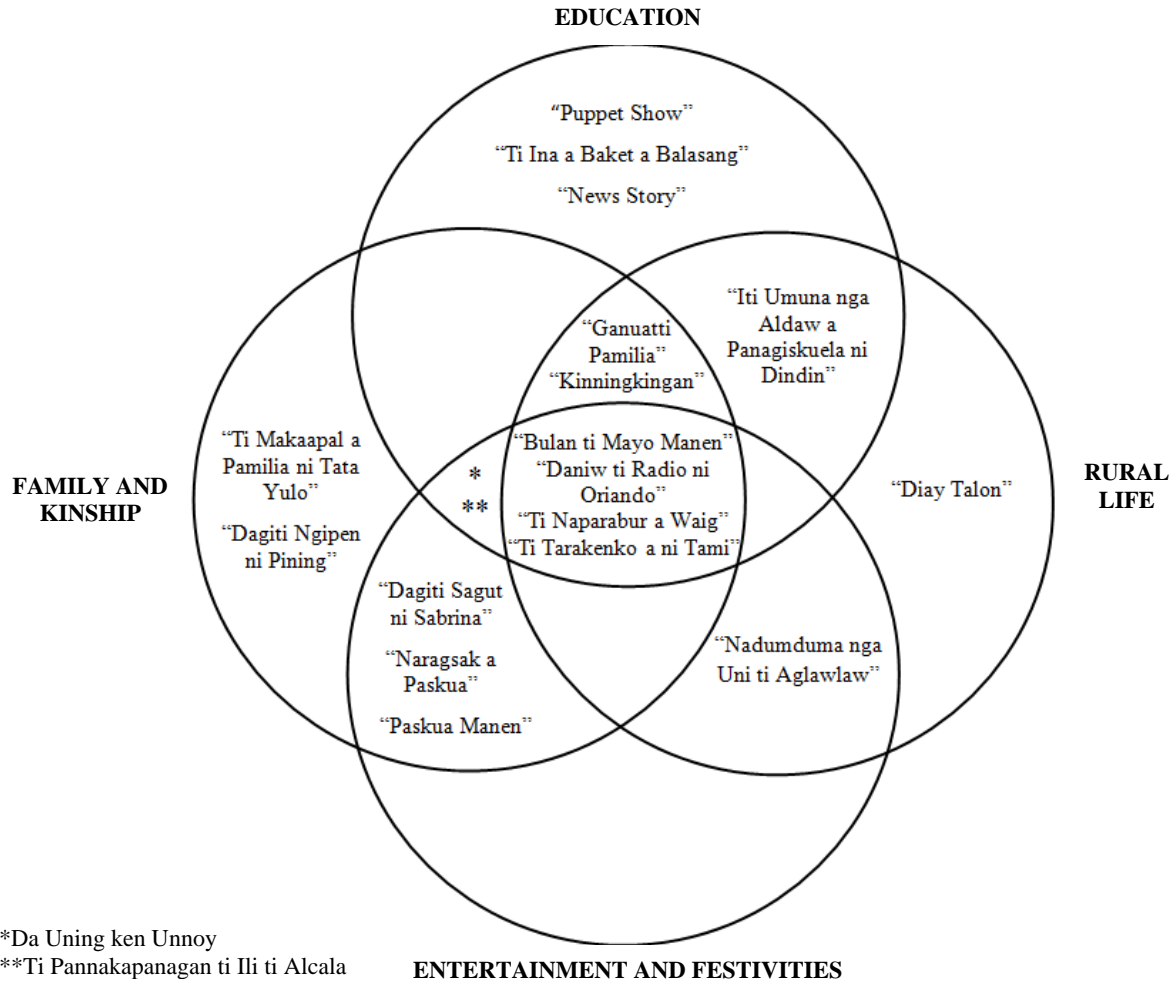 EDUCATION
“Puppet Show”
“Ti Ina a Baket a Balasang”
“News Story”
“Iti Umuna nga
Aldaw a
Panagiskuela ni
Dindin”
“Ganuatti
Pamilia”
“Kinningkingan”
“Ti Makaapal a
Pamilia ni Tata
Yulo”
“Dagiti Ngipen
ni Pining”
FAMILY AND
KINSHIP
*
**
“Bulan ti Mayo Manen”
“Daniw ti Radio ni
Oriando”
“Ti Naparabur a Waig”
“Ti Tarakenko a ni Tami”
“Diay Talon”
RURAL
LIFE
“Dagiti Sagut
ni Sabrina”
“Naragsak a
Paskua”
“Paskua Manen”
“Nadumduma nga
Uni ti Aglawlaw”
*Da Uning ken Unnoy
**Ti Pannakapanagan ti Ili ti Alcala
ENTERTAINMENT AND FESTIVITIES